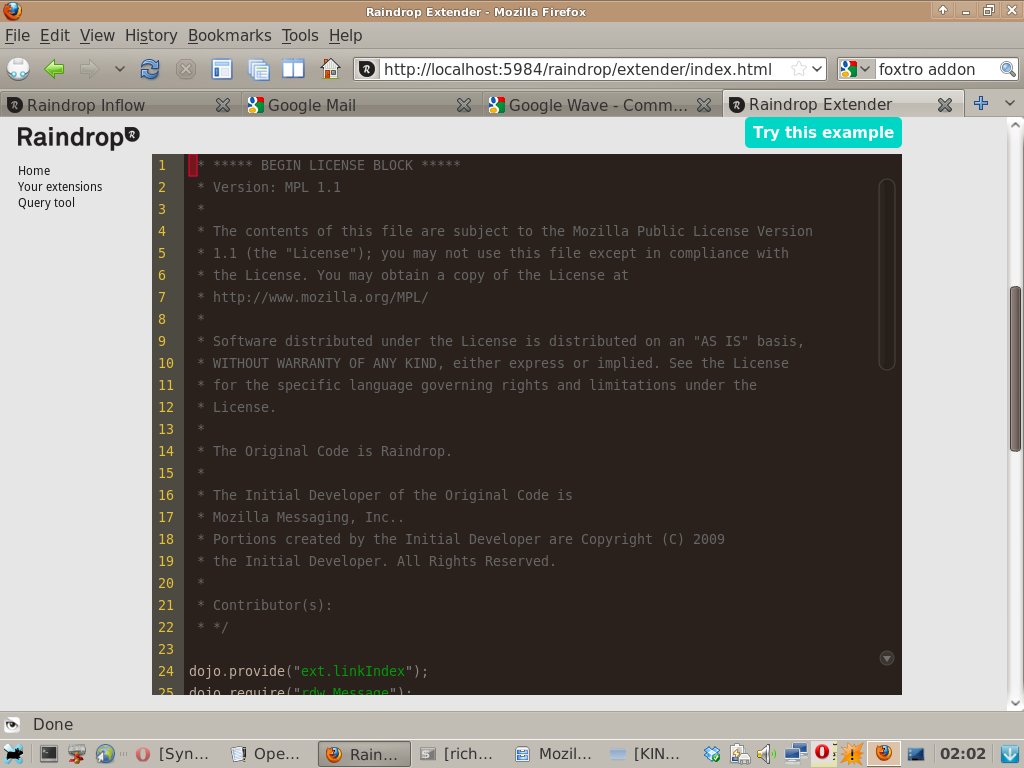 Raindrop Extender - Mozilla Firefox
File Edit View History Bookmarks Tools Help
http://localhost:5984/raindrop/extender/index.html
foxtro addon
Raindrop Inflow
Google Mail
Google Wave - Comm...
Raindrop Extender
Raindrop R
Try this example
Home
Your extensions
Query tool
1 * ***** BEGIN LICENSE BLOCK *****
2 * Version: MPL 1.1
3 *
4 * The contents of this file are subject to the Mozilla Public License Version
5 * 1.1 (the "License"); you may not use this file except in compliance with
6 * the License. You may obtain a copy of the License at
7 * http://www.mozilla.org/MPL/
8 *
9 * Software distributed under the License is distributed on an "AS IS" basis,
10 * WITHOUT WARRANTY OF ANY KIND, either express or implied. See the License
11 * for the specific language governing rights and limitations under the
12 * License.
13 *
14 * The Original Code is Raindrop.
15 *
16 * The Initial Developer of the Original Code is
17 * Mozilla Messaging, Inc..
18 * Portions created by the Initial Developer are Copyright (C) 2009
19 * the Initial Developer. All Rights Reserved.
20 *
21 * Contributor(s):
22 * */
23
24 dojo.provide("ext.linkIndex");
25 dojo.require("rdw.Message");
Done
[Syn...
Ope...
Rain...
[rich...
Mozil...
[KIN...
02:02